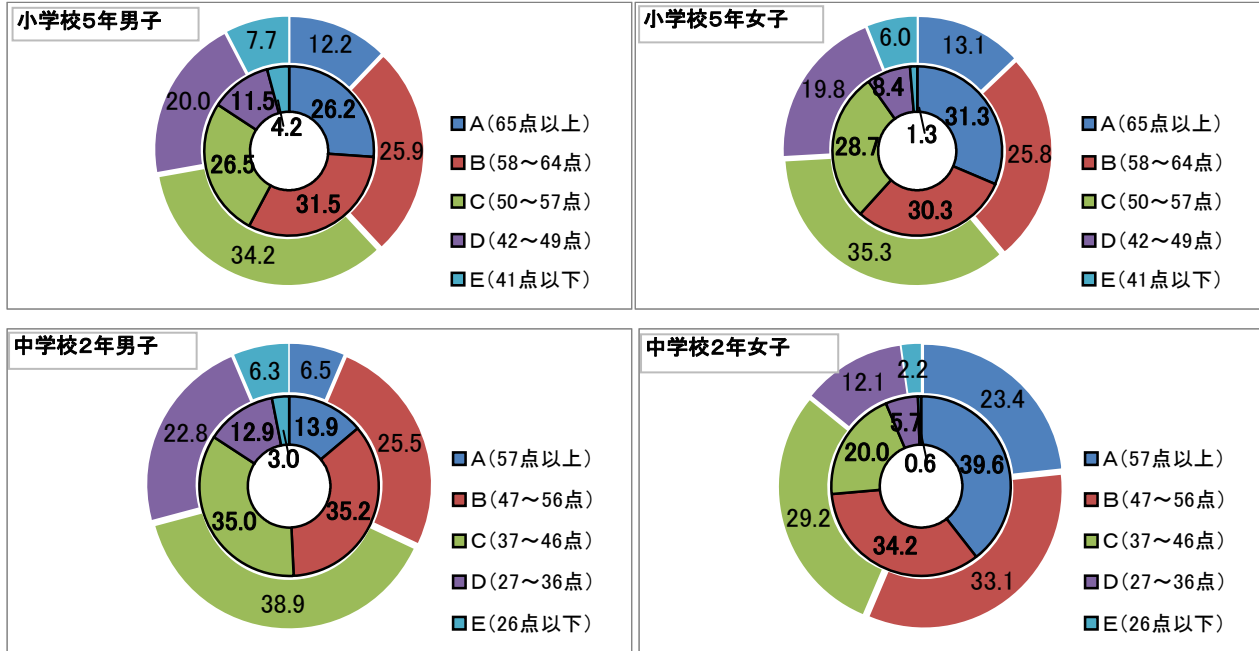 小学校5年男子
7.7
12.2
20.0
11.5
26.2
4.2
25.9
26.5
31.5
34.2
A(65点以上)
B(58~64点)
C(50~57点)
D(42~49点)
E(41点以下)
小学校5年女子
6.0
13.1
19.8
8.4
31.3
1.3
28.7
25.8
30.3
35.3
A(65点以上)
B(58~64点)
C(50~57点)
D(42~49点)
E(41点以下)
中学校2年男子
6.3
6.5
22.8
12.9
13.9
25.5
3.0
35.0
35.2
38.9
A(57点以上)
B(47~56点)
C(37~46点)
D(27~36点)
E(26点以下)
中学校2年女子
2.2
12.1
23.4
5.7
20.0
0.6
39.6
29.2
34.2
33.1
A(57点以上)
B(47~56点)
C(37~46点)
D(27~36点)
E(26点以下)